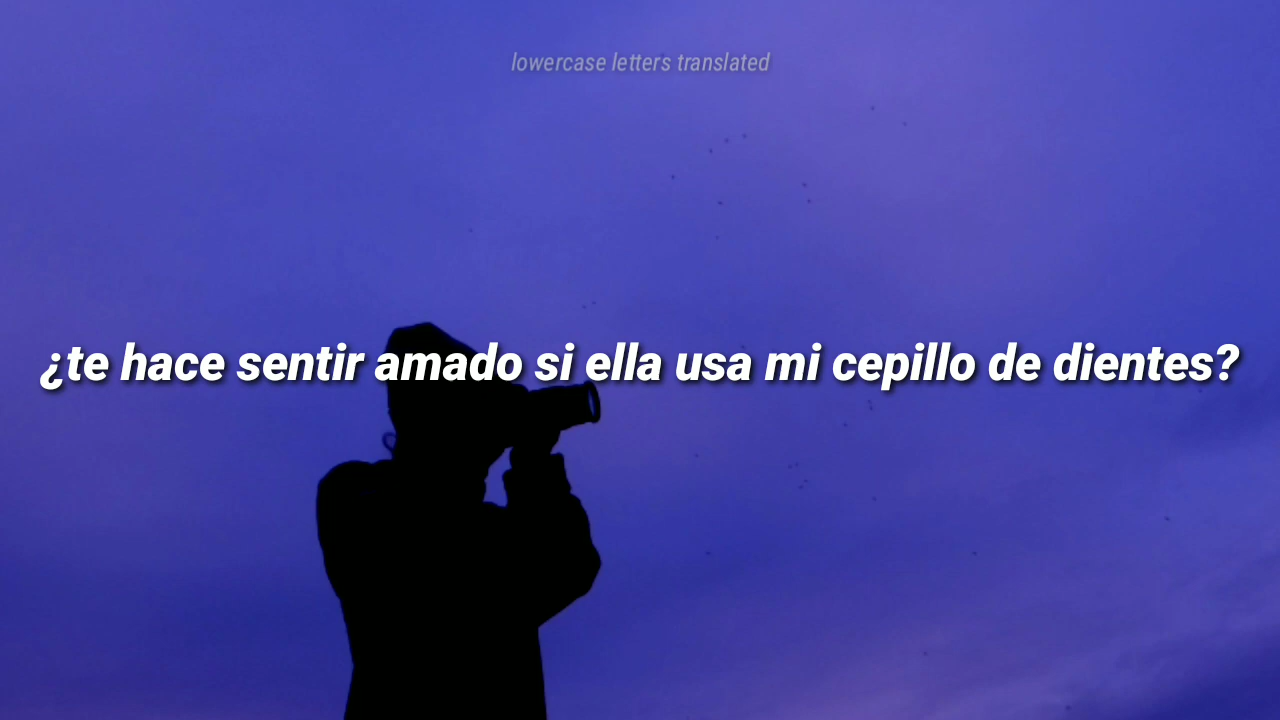 lowercase letters translated
¿te hace sentir amado si ella usa mi cepillo de dientes?